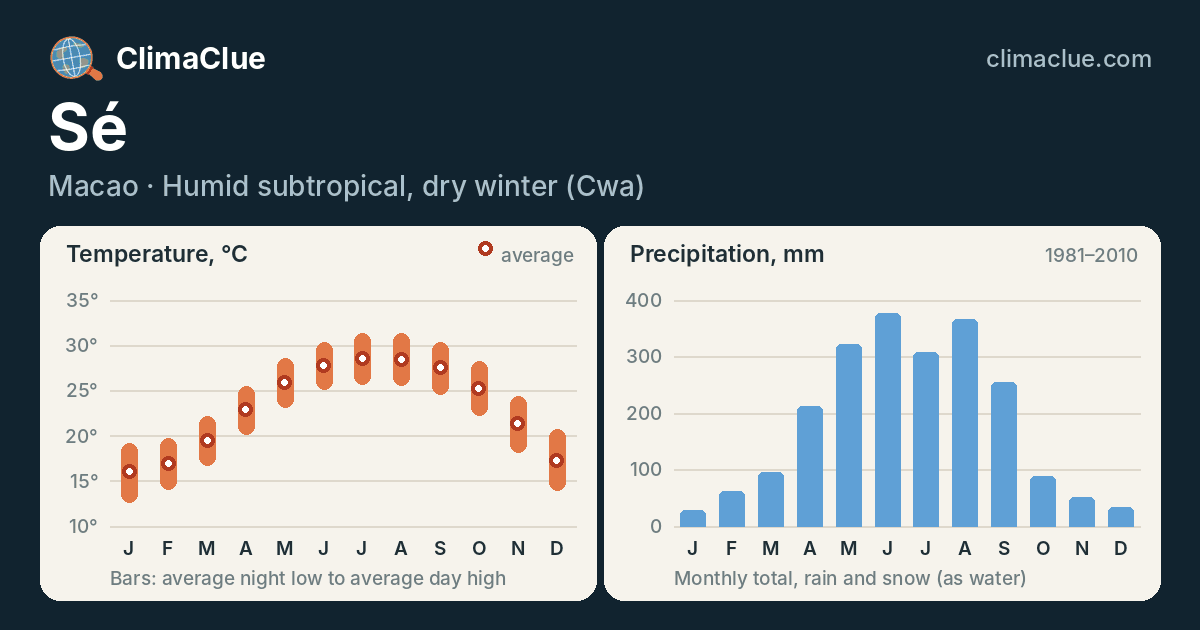 ClimaClue
climaclue.com
Sé
Macao · Humid subtropical, dry winter (Cwa)
Temperature, °C
average
35°
30°
25°
20°
15°
10°
J F M A M J J A S O N D
Bars: average night low to average day high
Precipitation, mm
1981–2010
400
300
200
100
0
J F M A M J J A S O N D
Monthly total, rain and snow (as water)